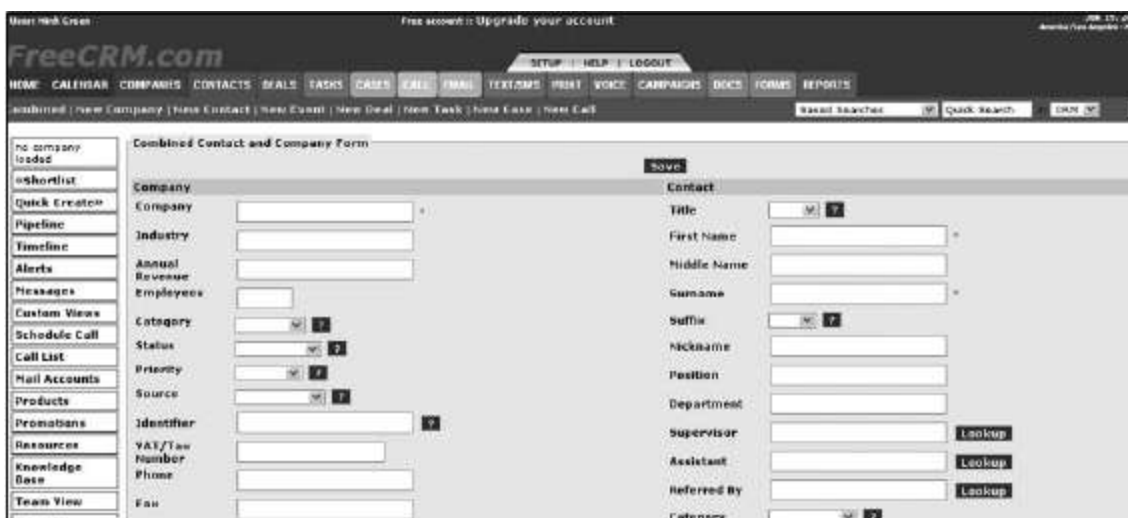 Free account :: Upgrade your account
FreeCRM.com
SETUP | HELP | LOGOUT
HOME CALENDAR COMPANIES CONTACTS DEALS TASKS CASES CALL EMAIL TEXT/SMS PRINT VOICE CAMPAIGNS DOCS FORMS REPORTS
ombined | New Company | New Contact | New Event | New Deal | New Task | New Case | New Call
Saved Searches Quick Search CRM
no company
loaded
«Shortlist
Quick Create»
Pipeline
Timeline
Alerts
Messages
Custom Views
Schedule Call
Call List
Mail Accounts
Products
Promotions
Resources
Knowledge
Base
Team View
Combined Contact and Company Form
Save
Company
Company *
Industry
Annual
Revenue
Employees
Category ?
Status ?
Priority ?
Source ?
Identifier ?
VAT/Tax
Number
Phone
Fax
Contact
Title ?
First Name *
Middle Name
Surname *
Suffix ?
Nickname
Position
Department
Supervisor Lookup
Assistant Lookup
Referred By Lookup
Category ?